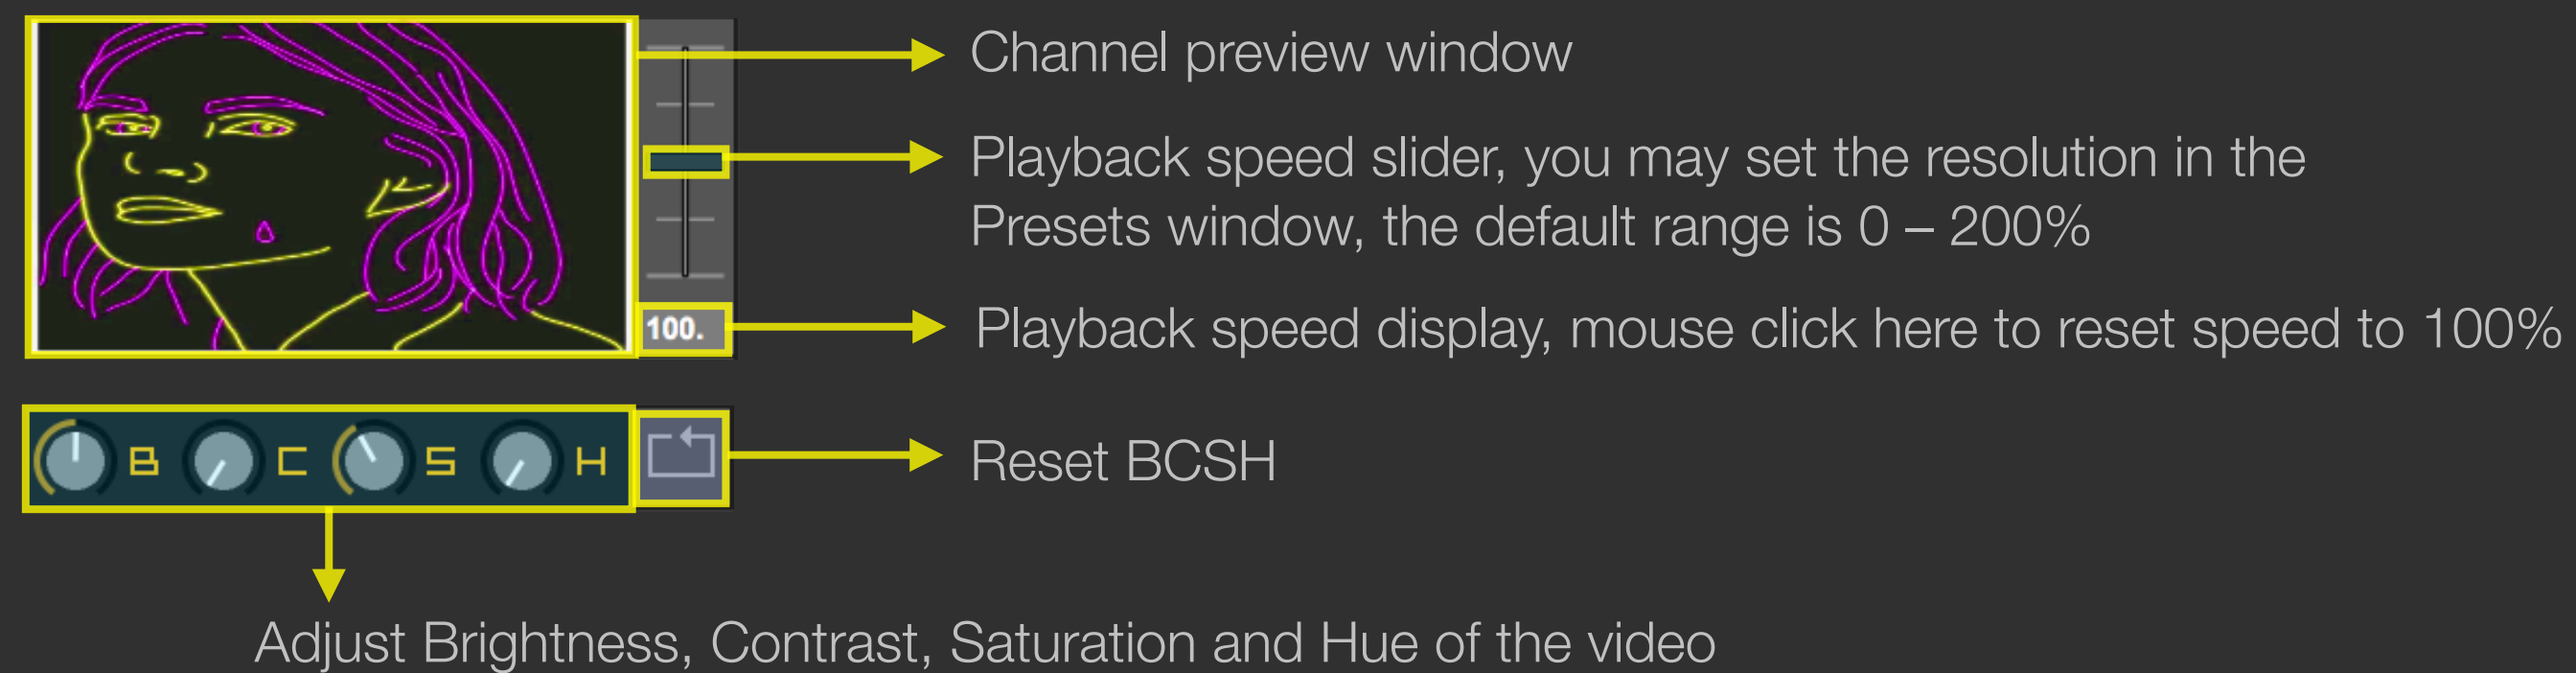 Channel preview window
Playback speed slider, you may set the resolution in the
Presets window, the default range is 0 – 200%
100.
Playback speed display, mouse click here to reset speed to 100%
B C S H
Reset BCSH
Adjust Brightness, Contrast, Saturation and Hue of the video